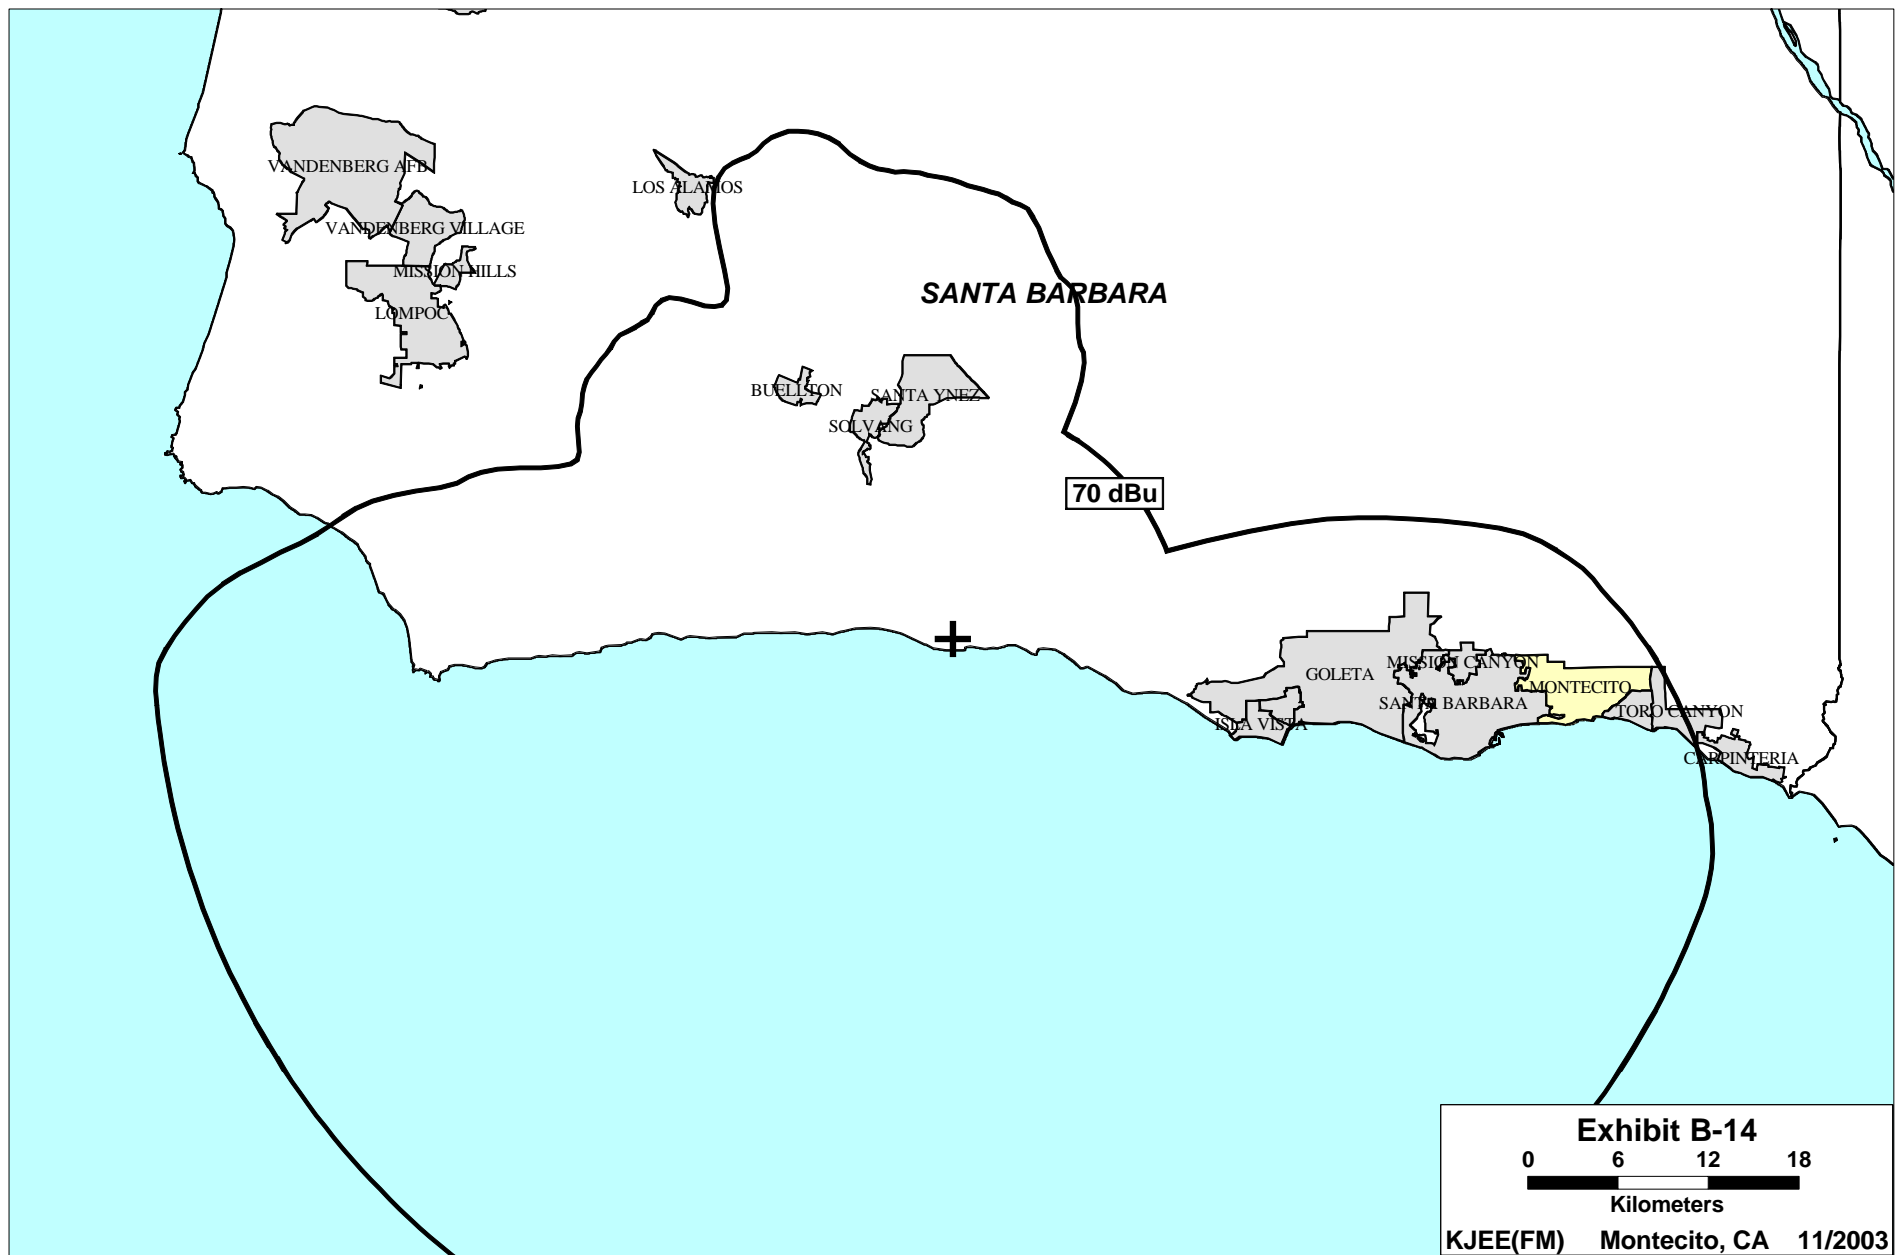 VANDENBERG AFB
LOS ALAMOS
VANDENBERG VILLAGE
MISSION HILLS
SANTA BARBARA
LOMPOC
BUELLTON
SANTA YNEZ
SOLVANG
70 dBu
MISSION CANYON
GOLETA
MONTECITO
SANTA BARBARA
TORO CANYON
ISLA VISTA
CARPINTERIA
Exhibit B-14
0 6 12 18
Kilometers
KJEE(FM) Montecito, CA 11/2003